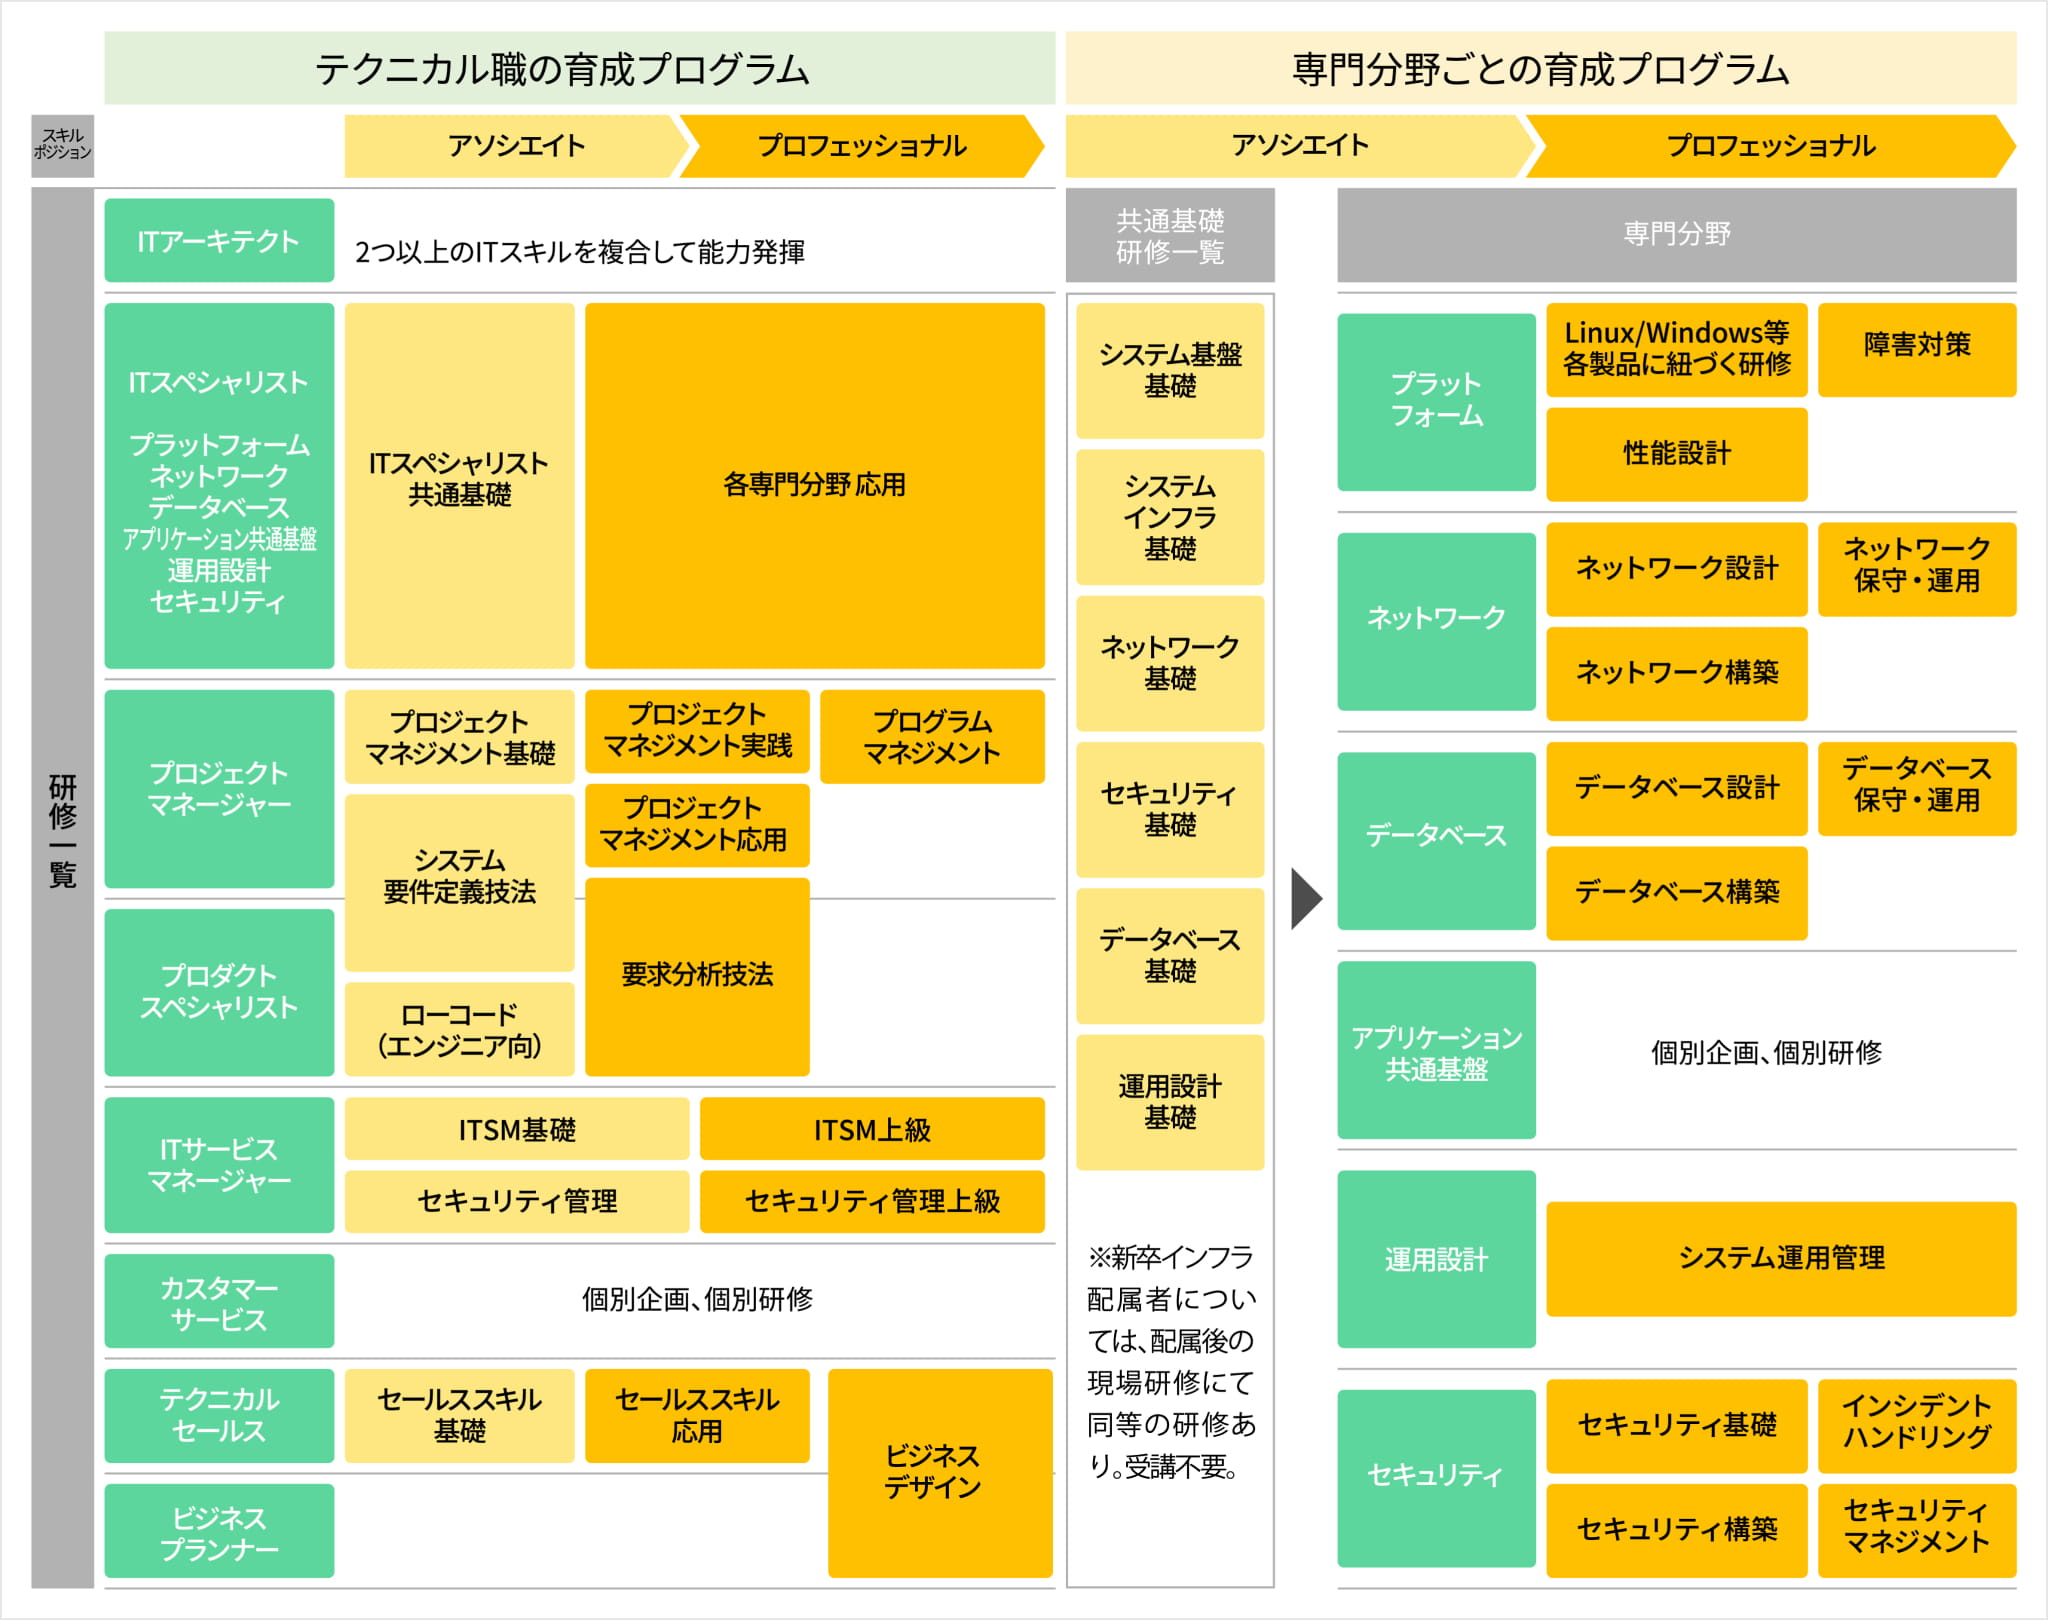 テクニカル職の育成プログラム
専門分野ごとの育成プログラム
スキル
ポジション
アソシエイト
プロフェッショナル
アソシエイト
プロフェッショナル
研修一覧
ITアーキテクト
2つ以上のITスキルを複合して能力発揮
ITスペシャリスト
プラットフォーム
ネットワーク
データベース
アプリケーション共通基盤
運用設計
セキュリティ
ITスペシャリスト
共通基礎
各専門分野 応用
プロジェクト
マネージャー
プロジェクト
マネジメント基礎
プロジェクト
マネジメント実践
プログラム
マネジメント
プロジェクト
マネジメント応用
システム
要件定義技法
プロダクト
スペシャリスト
要求分析技法
ローコード
（エンジニア向）
ITサービス
マネージャー
ITSM基礎
ITSM上級
セキュリティ管理
セキュリティ管理上級
カスタマー
サービス
個別企画、個別研修
テクニカル
セールス
セールススキル
基礎
セールススキル
応用
ビジネス
デザイン
ビジネス
プランナー
共通基礎
研修一覧
システム基盤
基礎
システム
インフラ
基礎
ネットワーク
基礎
セキュリティ
基礎
データベース
基礎
運用設計
基礎
※新卒インフラ
配属者につい
ては、配属後の
現場研修にて
同等の研修あ
り。受講不要。
専門分野
プラット
フォーム
Linux/Windows等
各製品に紐づく研修
障害対策
性能設計
ネットワーク
ネットワーク設計
ネットワーク
保守・運用
ネットワーク構築
データベース
データベース設計
データベース
保守・運用
データベース構築
アプリケーション
共通基盤
個別企画、個別研修
運用設計
システム運用管理
セキュリティ
セキュリティ基礎
インシデント
ハンドリング
セキュリティ構築
セキュリティ
マネジメント